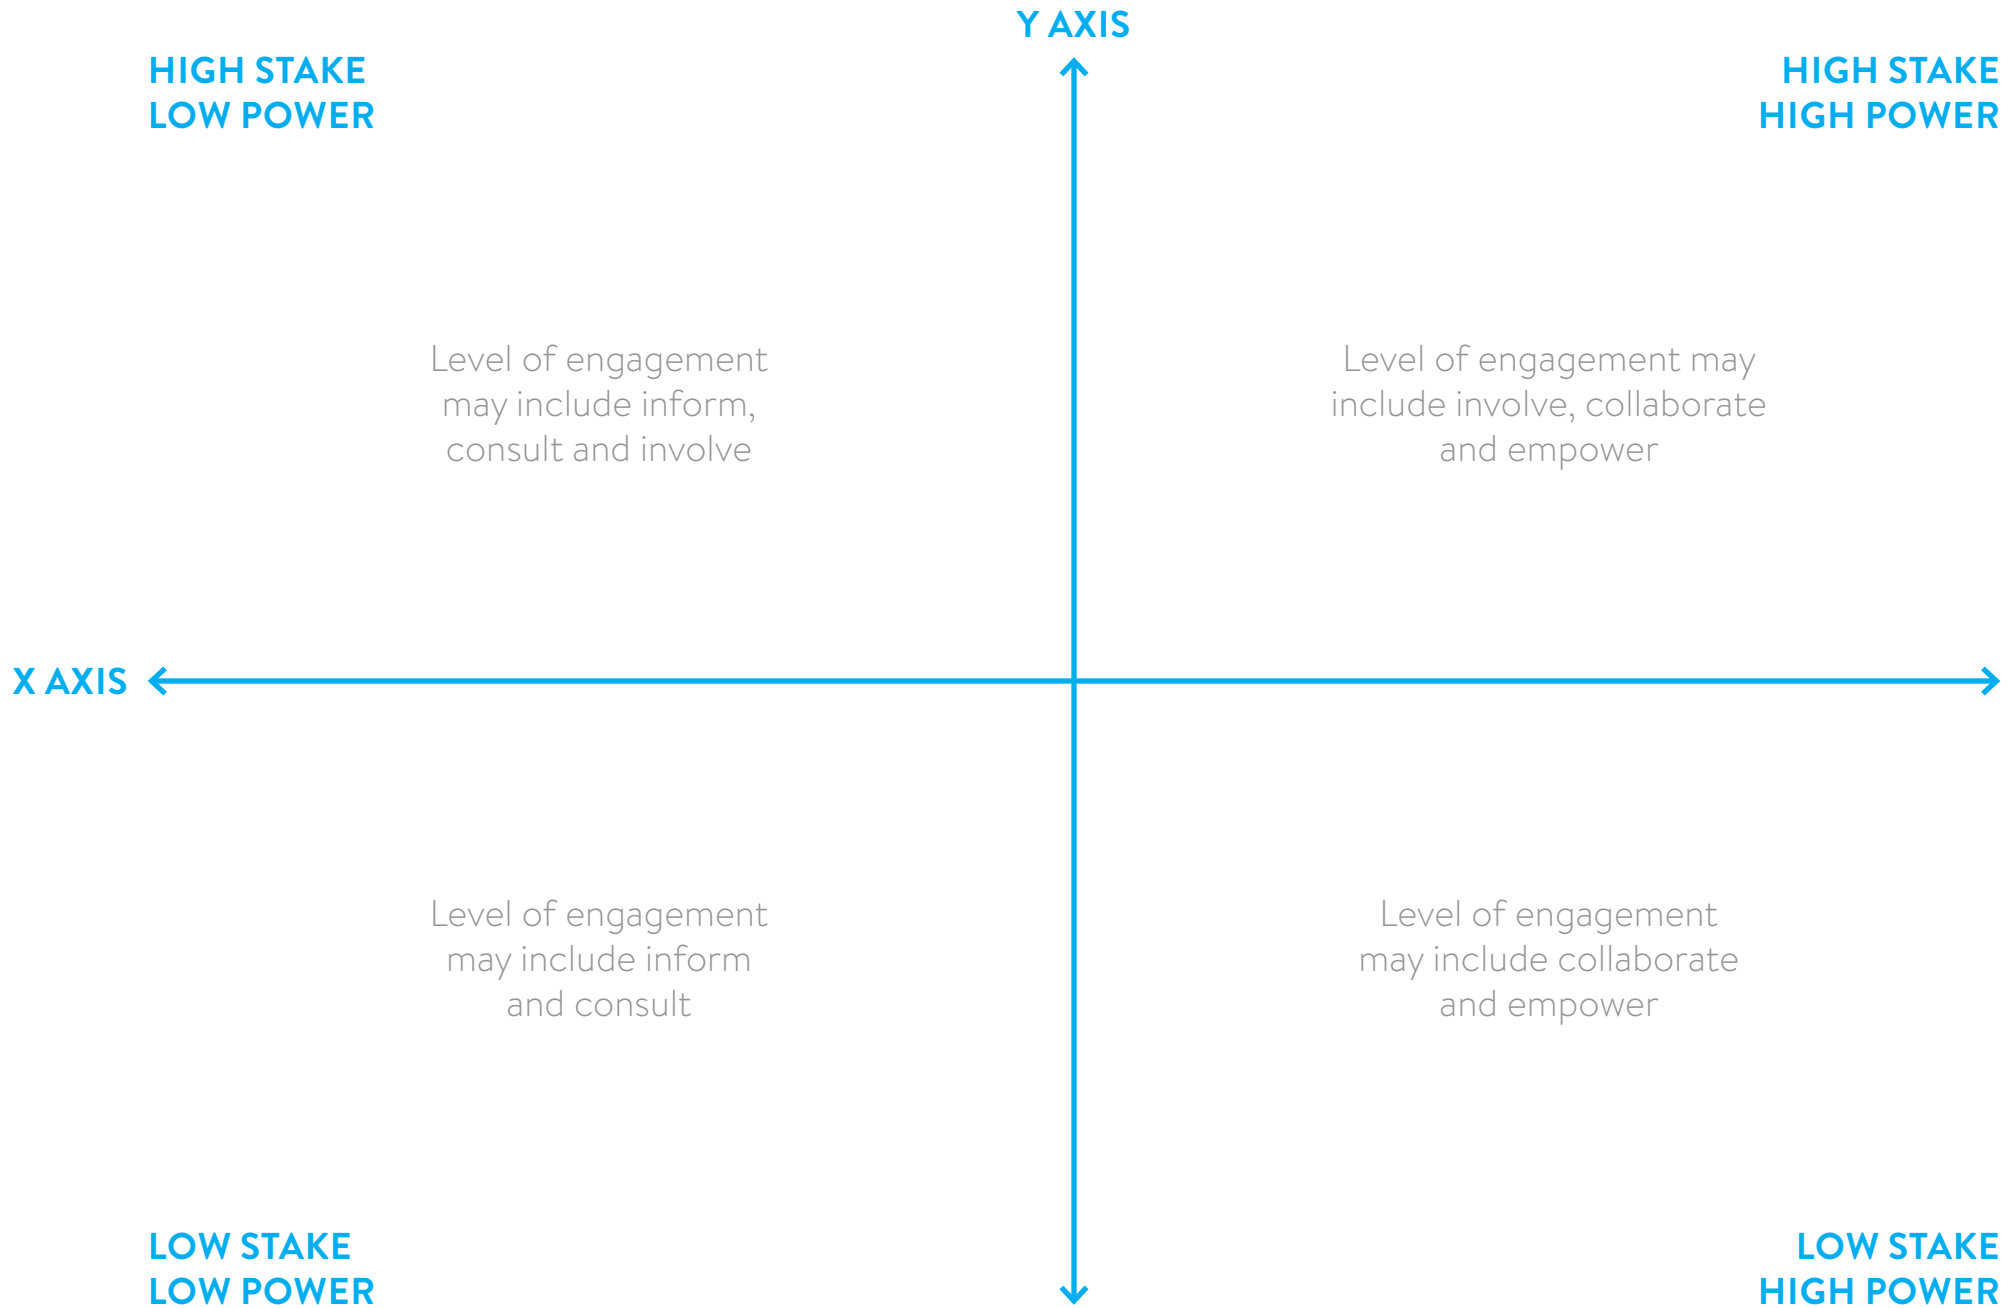 Y AXIS
HIGH STAKE
LOW POWER
HIGH STAKE
HIGH POWER
Level of engagement
may include inform,
consult and involve
Level of engagement may
include involve, collaborate
and empower
X AXIS
Level of engagement
may include inform
and consult
Level of engagement
may include collaborate
and empower
LOW STAKE
LOW POWER
LOW STAKE
HIGH POWER